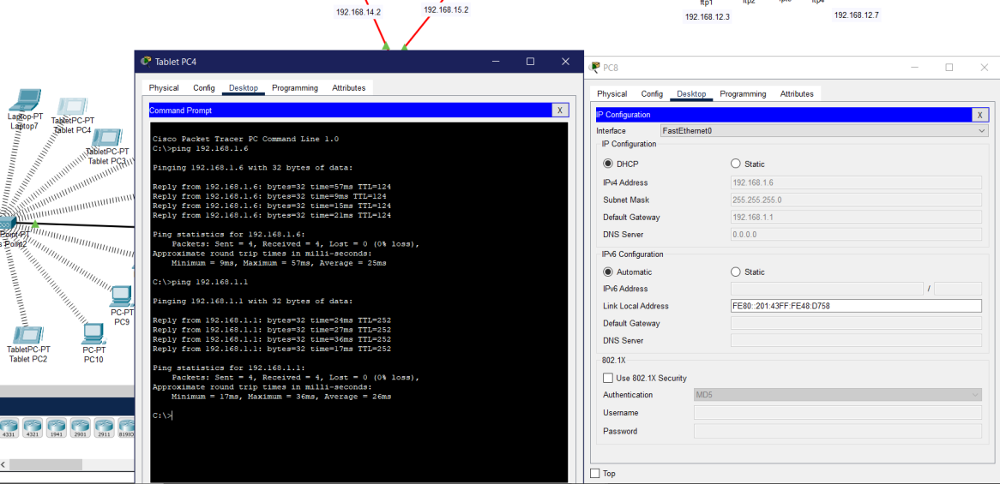 192.168.14.2
192.168.15.2
ftp1
ftp4
192.168.12.3
192.168.12.7
Laptop-PT
Laptop7
TabletPC-PT
Tablet PC4
TabletPC-PT
Tablet PC3
Point-PT
Point2
PC-PT
PC9
TabletPC-PT
Tablet PC2
PC-PT
PC10
4331 4321 1941 2901 2911
<
Tablet PC4
X
Physical Config Desktop Programming Attributes
Command Prompt X
Cisco Packet Tracer PC Command Line 1.0
C:\>ping 192.168.1.6
Pinging 192.168.1.6 with 32 bytes of data:
Reply from 192.168.1.6: bytes=32 time=57ms TTL=124
Reply from 192.168.1.6: bytes=32 time=9ms TTL=124
Reply from 192.168.1.6: bytes=32 time=15ms TTL=124
Reply from 192.168.1.6: bytes=32 time=21ms TTL=124
Ping statistics for 192.168.1.6:
Packets: Sent = 4, Received = 4, Lost = 0 (0% loss),
Approximate round trip times in milli-seconds:
Minimum = 9ms, Maximum = 57ms, Average = 25ms
C:\>ping 192.168.1.1
Pinging 192.168.1.1 with 32 bytes of data:
Reply from 192.168.1.1: bytes=32 time=24ms TTL=252
Reply from 192.168.1.1: bytes=32 time=27ms TTL=252
Reply from 192.168.1.1: bytes=32 time=36ms TTL=252
Reply from 192.168.1.1: bytes=32 time=17ms TTL=252
Ping statistics for 192.168.1.1:
Packets: Sent = 4, Received = 4, Lost = 0 (0% loss),
Approximate round trip times in milli-seconds:
Minimum = 17ms, Maximum = 36ms, Average = 26ms
C:\>
PC8
Physical Config Desktop Programming Attributes
IP Configuration X
Interface FastEthernet0
IP Configuration
DHCP Static
IPv4 Address 192.168.1.6
Subnet Mask 255.255.255.0
Default Gateway 192.168.1.1
DNS Server 0.0.0.0
IPv6 Configuration
Automatic Static
IPv6 Address /
Link Local Address FE80::201:43FF:FE48:D758
Default Gateway
DNS Server
802.1X
Use 802.1X Security
Authentication MD5
Username
Password
Top